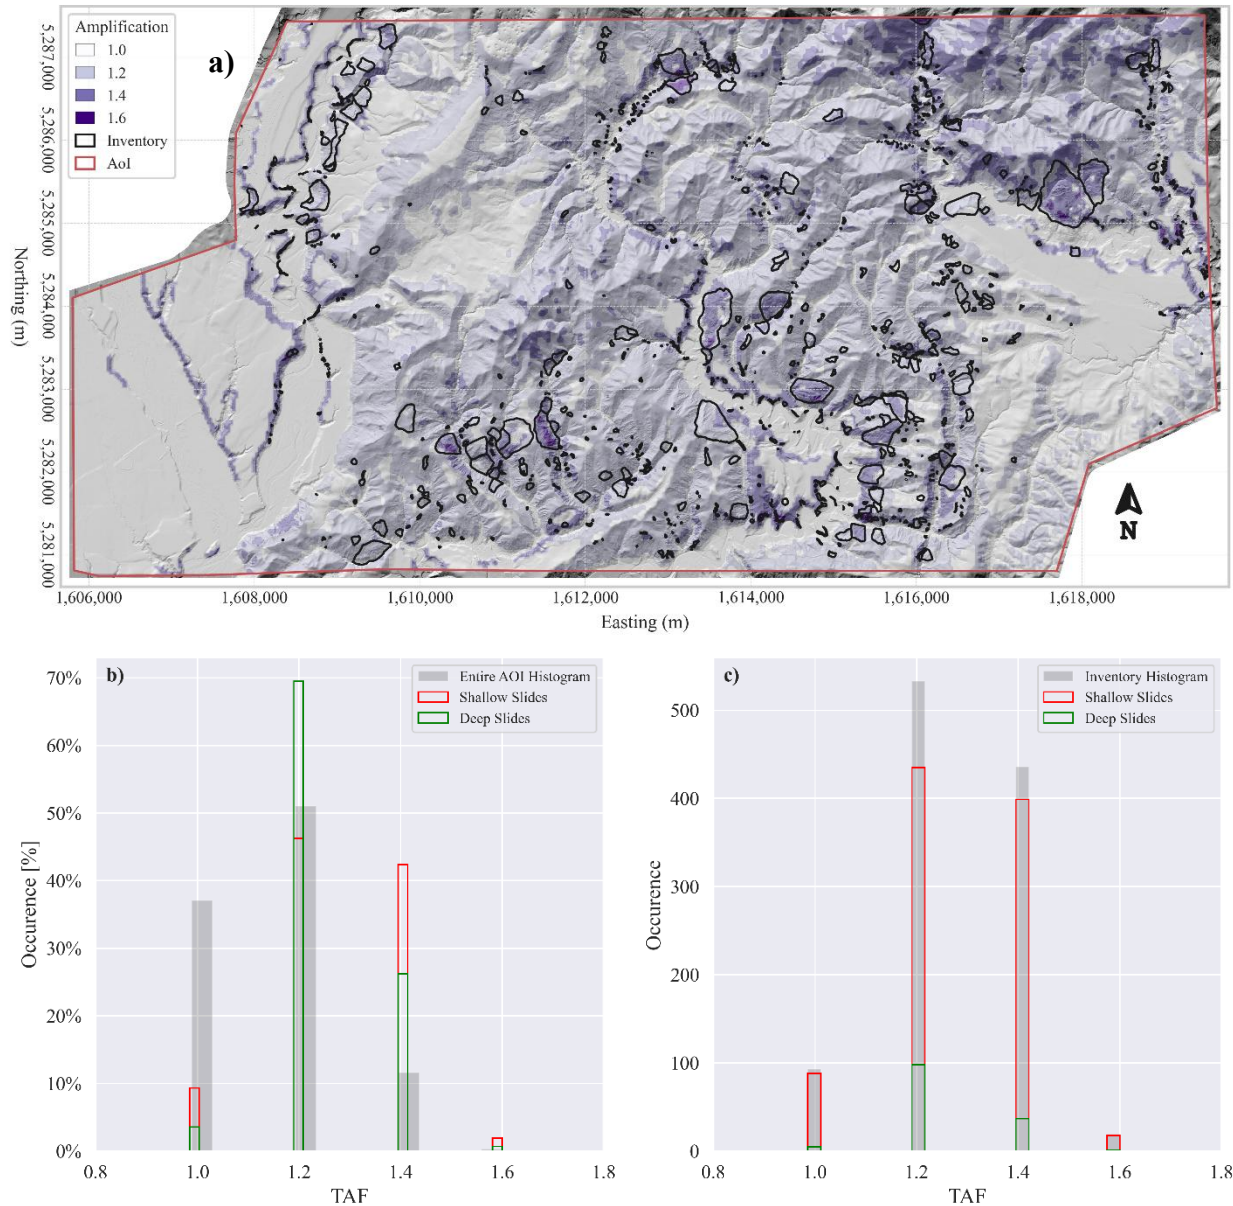 Amplification
1.0
1.2
1.4
1.6
Inventory
AoI
a)
5,287,000
5,286,000
5,285,000
5,284,000
5,283,000
5,282,000
5,281,000
Northing (m)
N
1,606,000 1,608,000 1,610,000 1,612,000 1,614,000 1,616,000 1,618,000
Easting (m)
b)
Entire AOI Histogram
Shallow Slides
Deep Slides
70%
60%
50%
40%
30%
20%
10%
0%
Occurence [%]
0.8 1.0 1.2 1.4 1.6 1.8
TAF
c)
Inventory Histogram
Shallow Slides
Deep Slides
500
400
300
200
100
0
Occurence
0.8 1.0 1.2 1.4 1.6 1.8
TAF